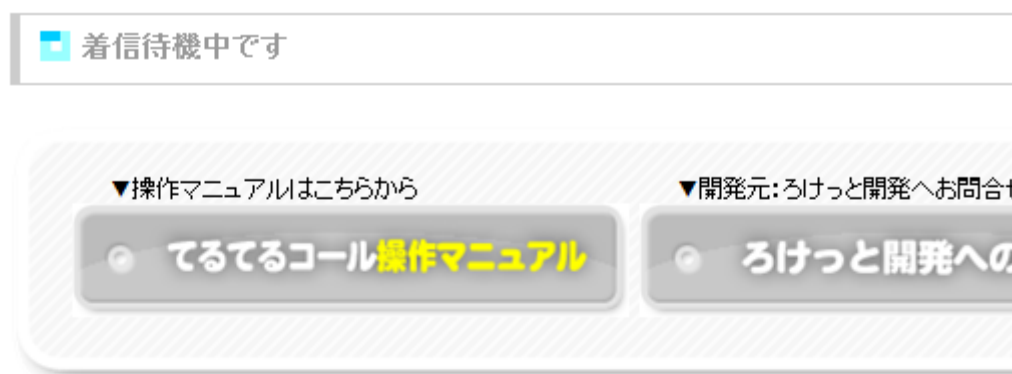 着信待機中です
▼操作マニュアルはこちらから
▼開発元:ろけっと開発へお問合せ
てるてるコール操作マニュアル
ろけっと開発への